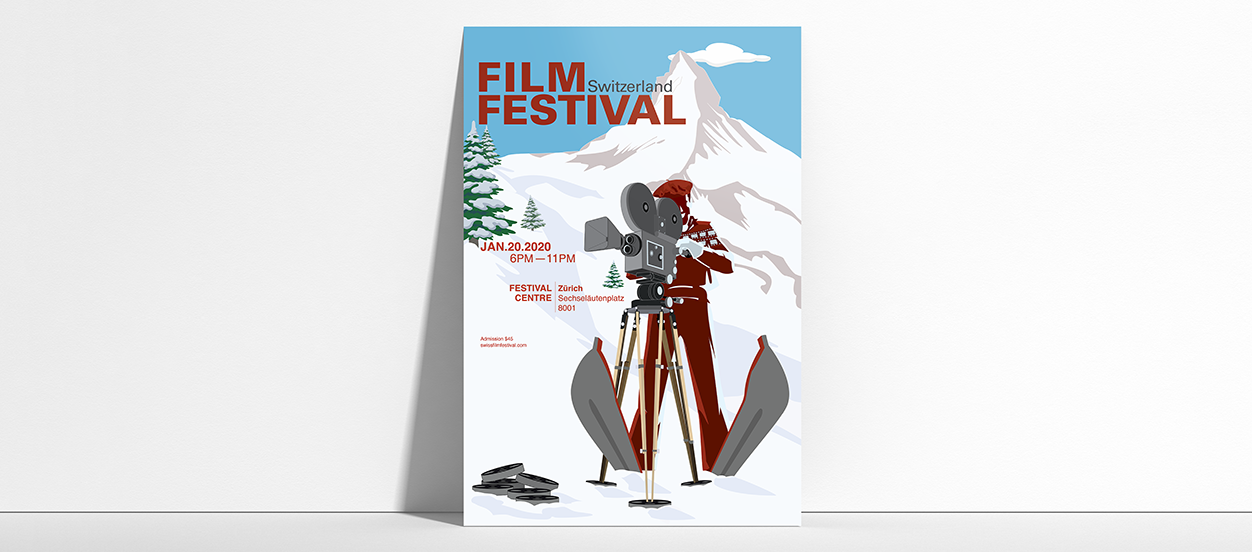 FILM
Switzerland
FESTIVAL
JAN.20.2020
6PM—11PM
FESTIVAL CENTRE
Zürich
Sechseläutenplatz
8001
Admission $45
swissfilmfestival.com